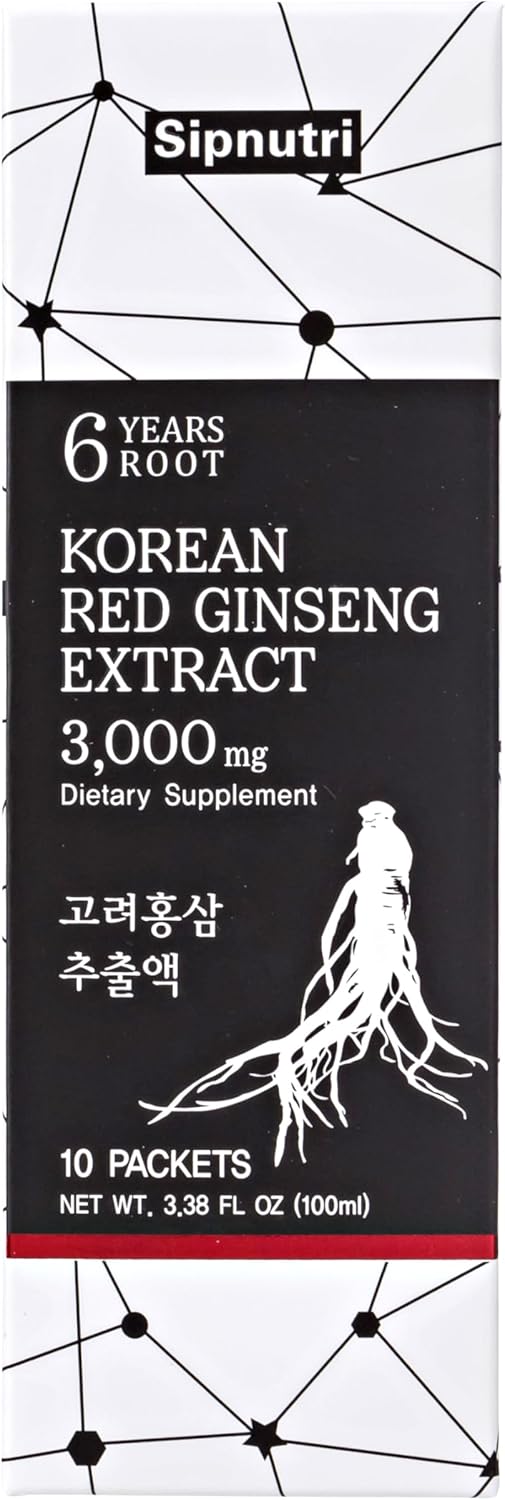 Sipnutri
6 YEARS
ROOT
KOREAN
RED GINSENG
EXTRACT
3,000 mg
Dietary Supplement
고려홍삼
추출액
10 PACKETS
NET WT. 3.38 FL OZ (100ml)